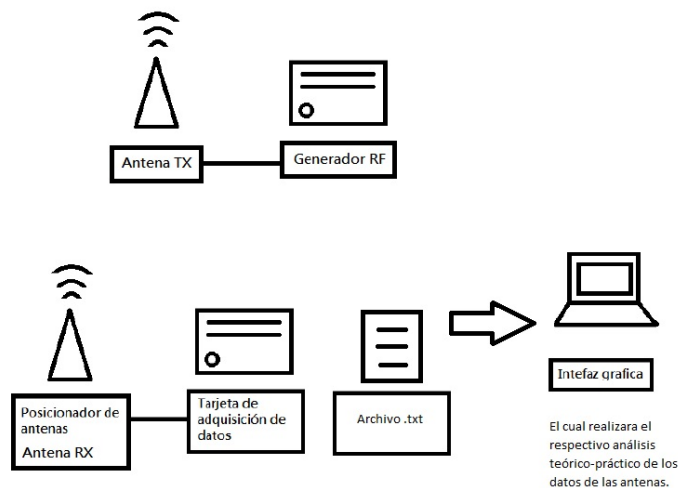 Antena TX
Generador RF
Posicionador de
antenas
Antena RX
Tarjeta de
adquisición de
datos
Archivo .txt
Intefaz grafica
El cual realizara el
respectivo análisis
teórico-práctico de los
datos de las antenas.